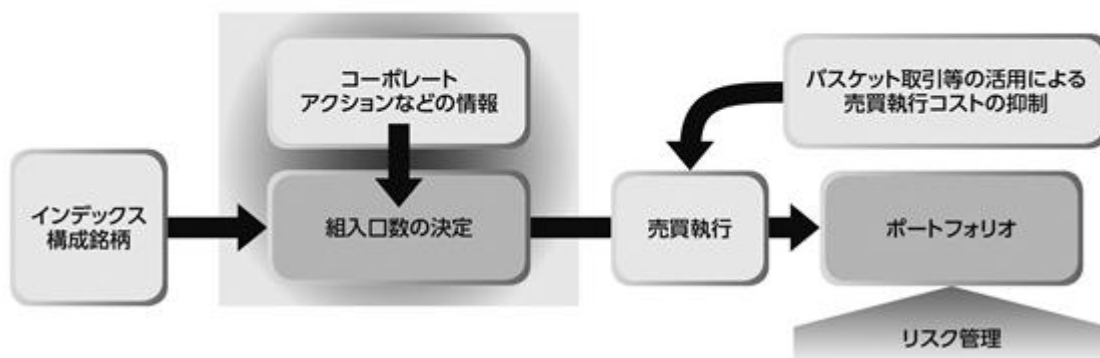 コーポレート
アクションなどの情報
バスケット取引等の活用による
売買執行コストの抑制
インデックス
構成銘柄
組入口数の決定
売買執行
ポートフォリオ
リスク管理